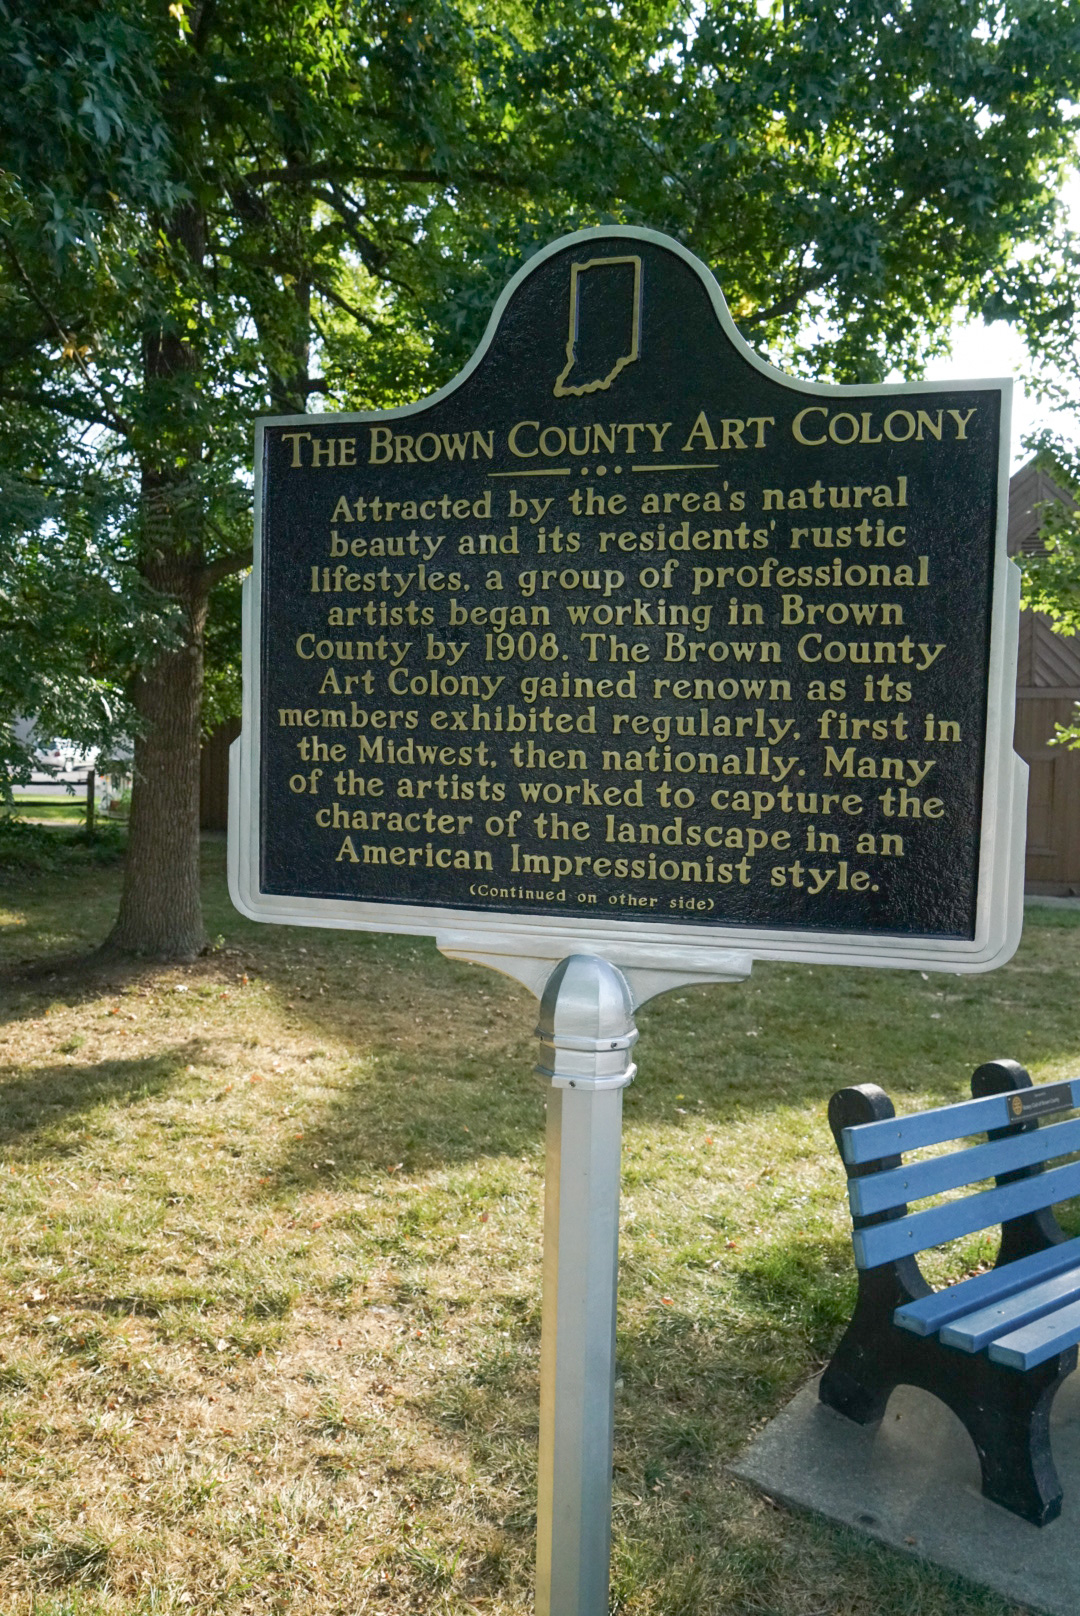 THE BROWN COUNTY ART COLONY
Attracted by the area's natural
beauty and its residents' rustic
lifestyles, a group of professional
artists began working in Brown
County by 1908. The Brown County
Art Colony gained renown as its
members exhibited regularly, first in
the Midwest, then nationally. Many
of the artists worked to capture the
character of the landscape in an
American Impressionist style.
(Continued on other side)